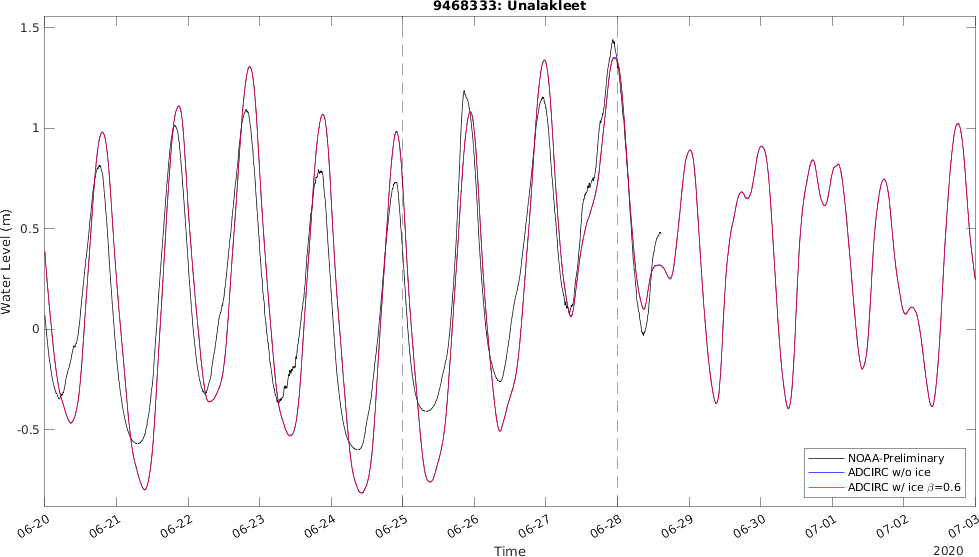 9468333: Unalakleet
1.5
1
0.5
0
-0.5
Water Level (m)
NOAA-Preliminary
ADCIRC w/o ice
ADCIRC w/ ice β=0.6
06-20 06-21 06-22 06-23 06-24 06-25 06-26 06-27 06-28 06-29 06-30 07-01 07-02 07-03
Time
2020